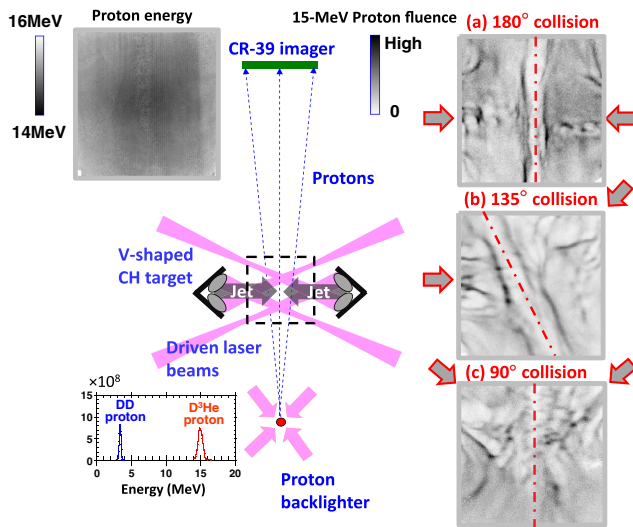 Proton energy
16MeV
14MeV
15-MeV Proton fluence
CR-39 imager
High
0
Protons
V-shaped
CH target
Jet
Jet
Driven laser
beams
×10⁸
15
10
5
0
DD
proton
D³He
proton
0 5 10 15 20
Energy (MeV)
Proton
backlighter
(a) 180° collision
(b) 135° collision
(c) 90° collision